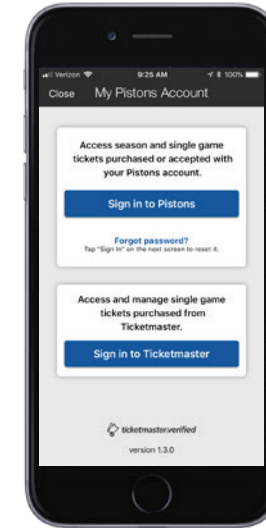 Verizon 9:25 AM 100%
Close My Pistons Account
Access season and single game
tickets purchased or accepted with
your Pistons account.
Sign in to Pistons
Forgot password?
Tap "Sign In" on the next screen to reset it.
Access and manage single game
tickets purchased from
Ticketmaster.
Sign in to Ticketmaster
ticketmaster.verified
version 1.3.0